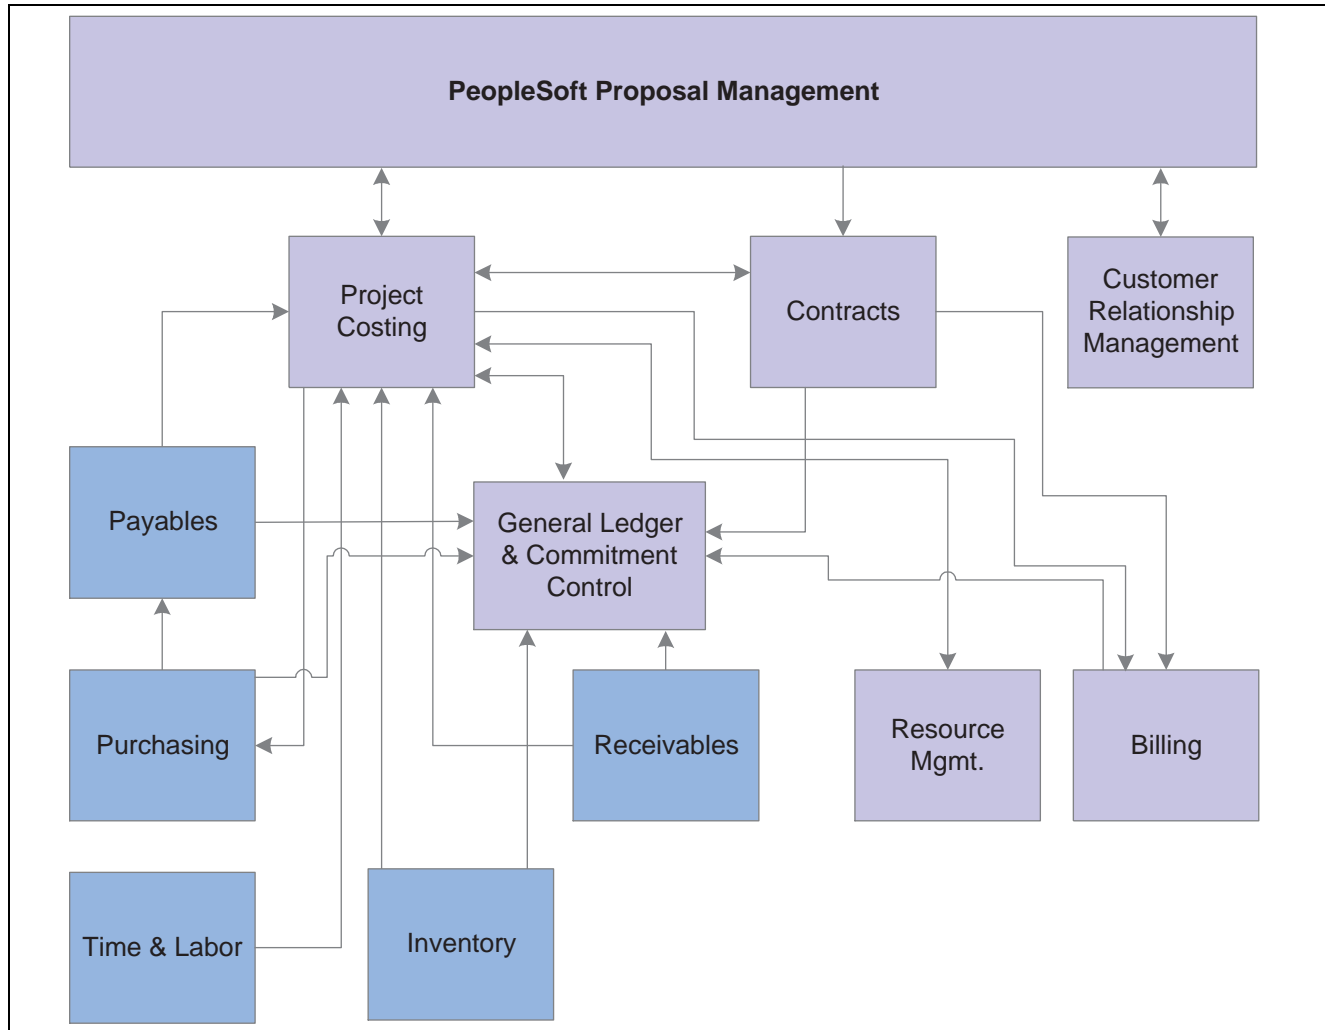 PeopleSoft Proposal Management
Project
Costing
Contracts
Customer
Relationship
Management
Payables
General Ledger
& Commitment
Control
Purchasing
Receivables
Resource
Mgmt.
Billing
Time & Labor
Inventory